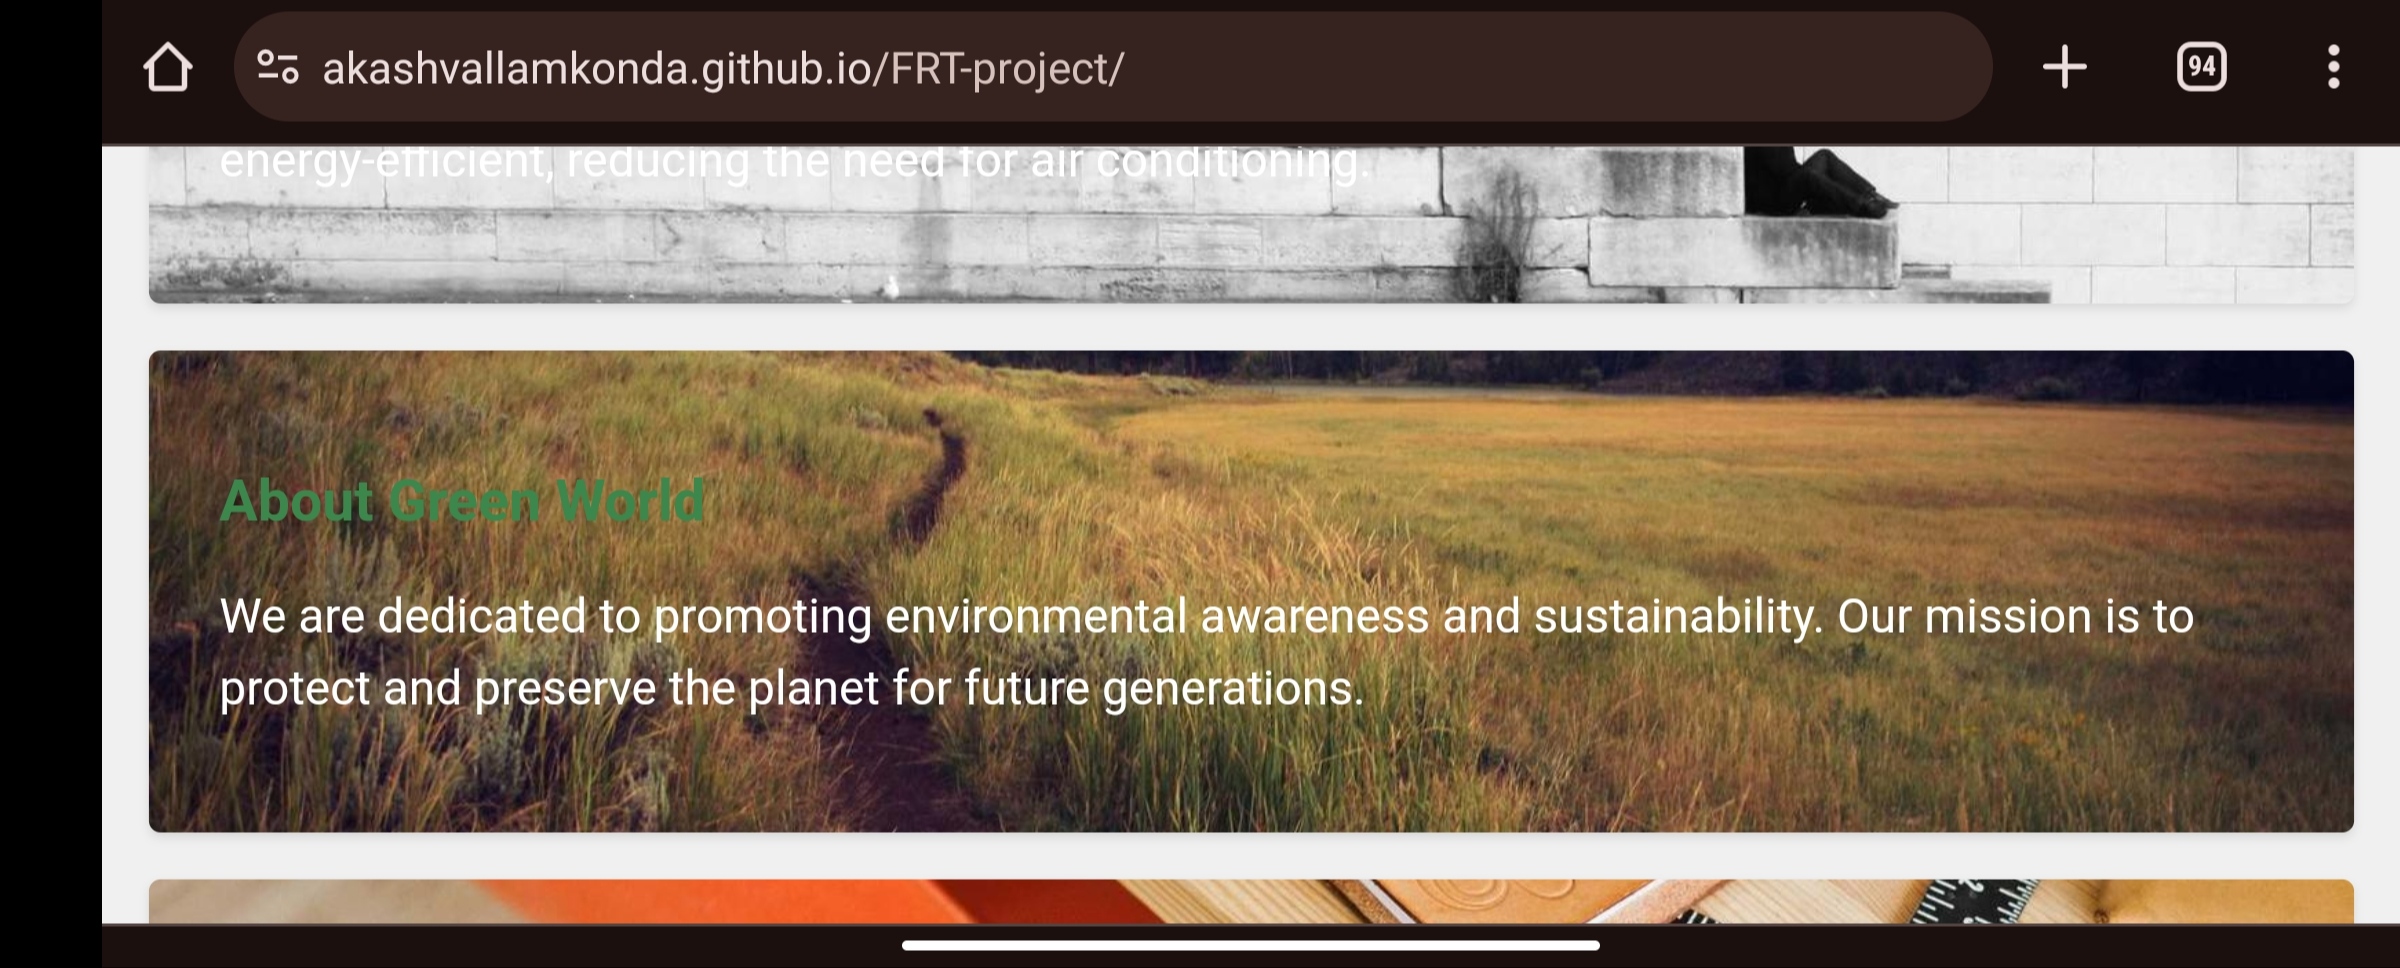 akashvallamkonda.github.io/FRT-project/
94
energy-efficient, reducing the need for air conditioning.
About Green World
We are dedicated to promoting environmental awareness and sustainability. Our mission is to
protect and preserve the planet for future generations.